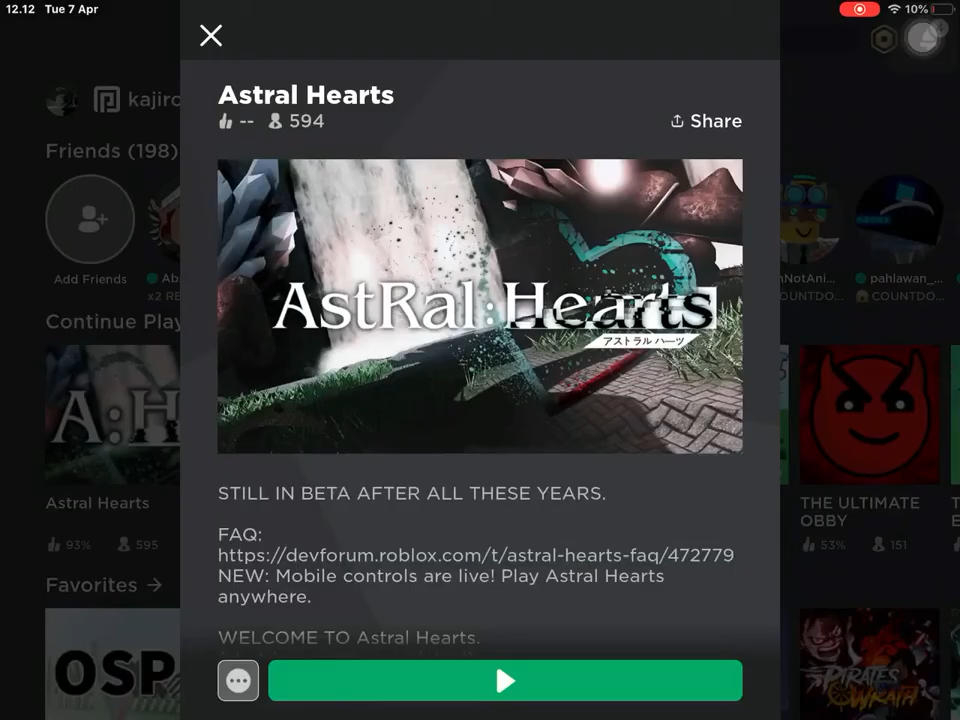 12.12 Tue 7 Apr
10%
Astral Hearts
-- 594
Share
kajiro
Friends (198)
AstRal:Hearts
アストラル ハーツ
Add Friends
x2 RE
NotAni...
pahlawan_...
COUNTDO...
Continue Play
A:H
STILL IN BETA AFTER ALL THESE YEARS.
Astral Hearts
93% 595
THE ULTIMATE
OBBY
53% 151
FAQ:
https://devforum.roblox.com/t/astral-hearts-faq/472779
NEW: Mobile controls are live! Play Astral Hearts
anywhere.
Favorites
WELCOME TO Astral Hearts.
OSP
PIRATES
WRATH